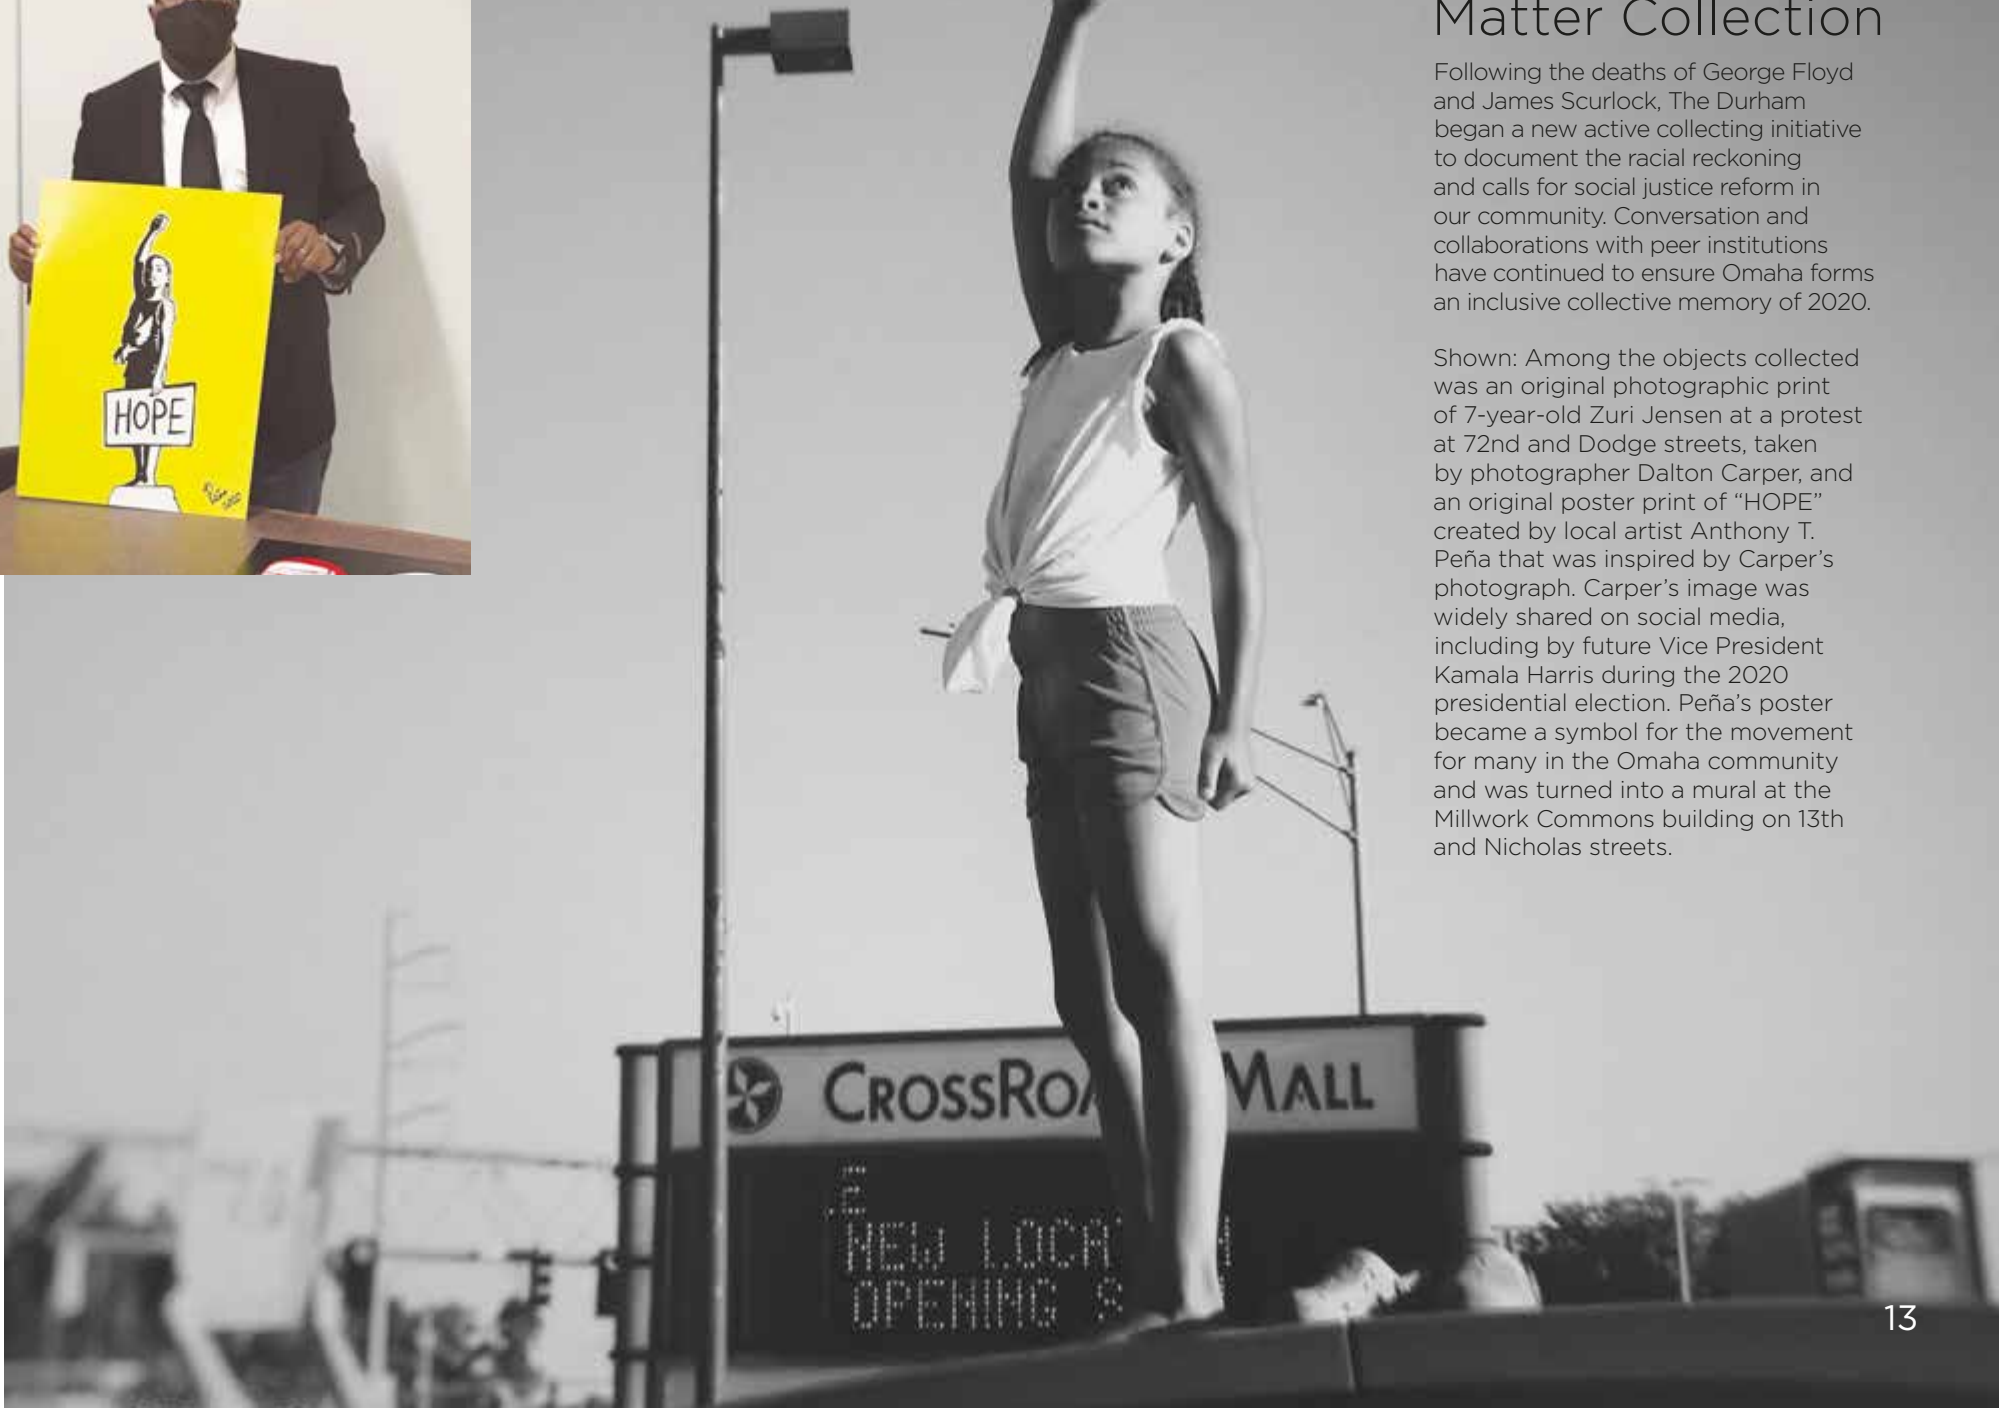 Matter Collection
Following the deaths of George Floyd
and James Scurlock, The Durham
began a new active collecting initiative
to document the racial reckoning
and calls for social justice reform in
our community. Conversation and
collaborations with peer institutions
have continued to ensure Omaha forms
an inclusive collective memory of 2020.
Shown: Among the objects collected
was an original photographic print
of 7-year-old Zuri Jensen at a protest
at 72nd and Dodge streets, taken
by photographer Dalton Carper, and
an original poster print of “HOPE”
created by local artist Anthony T.
Peña that was inspired by Carper’s
photograph. Carper’s image was
widely shared on social media,
including by future Vice President
Kamala Harris during the 2020
presidential election. Peña’s poster
became a symbol for the movement
for many in the Omaha community
and was turned into a mural at the
Millwork Commons building on 13th
and Nicholas streets.
HOPE
Peña
2020
CROSSROA MALL
NEW LOCAT N
OPENING
13